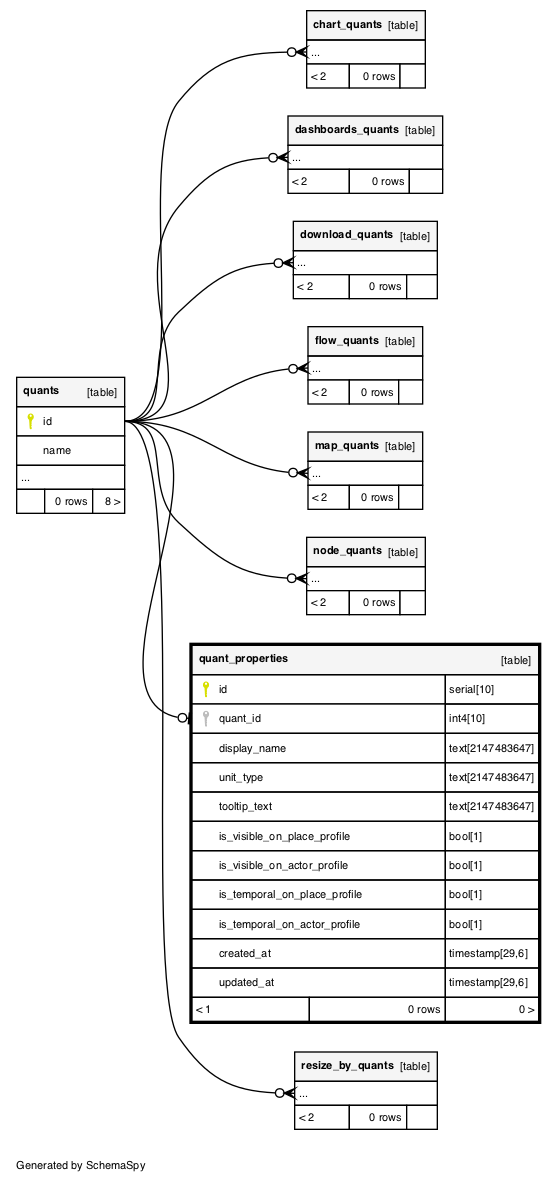 chart_quants [table]
...
< 2 0 rows
dashboards_quants [table]
...
< 2 0 rows
download_quants [table]
...
< 2 0 rows
flow_quants [table]
...
< 2 0 rows
quants [table]
id
name
...
0 rows 8 >
map_quants [table]
...
< 2 0 rows
node_quants [table]
...
< 2 0 rows
quant_properties [table]
id serial[10]
quant_id int4[10]
display_name text[2147483647]
unit_type text[2147483647]
tooltip_text text[2147483647]
is_visible_on_place_profile bool[1]
is_visible_on_actor_profile bool[1]
is_temporal_on_place_profile bool[1]
is_temporal_on_actor_profile bool[1]
created_at timestamp[29,6]
updated_at timestamp[29,6]
< 1 0 rows 0 >
resize_by_quants [table]
...
< 2 0 rows
Generated by SchemaSpy